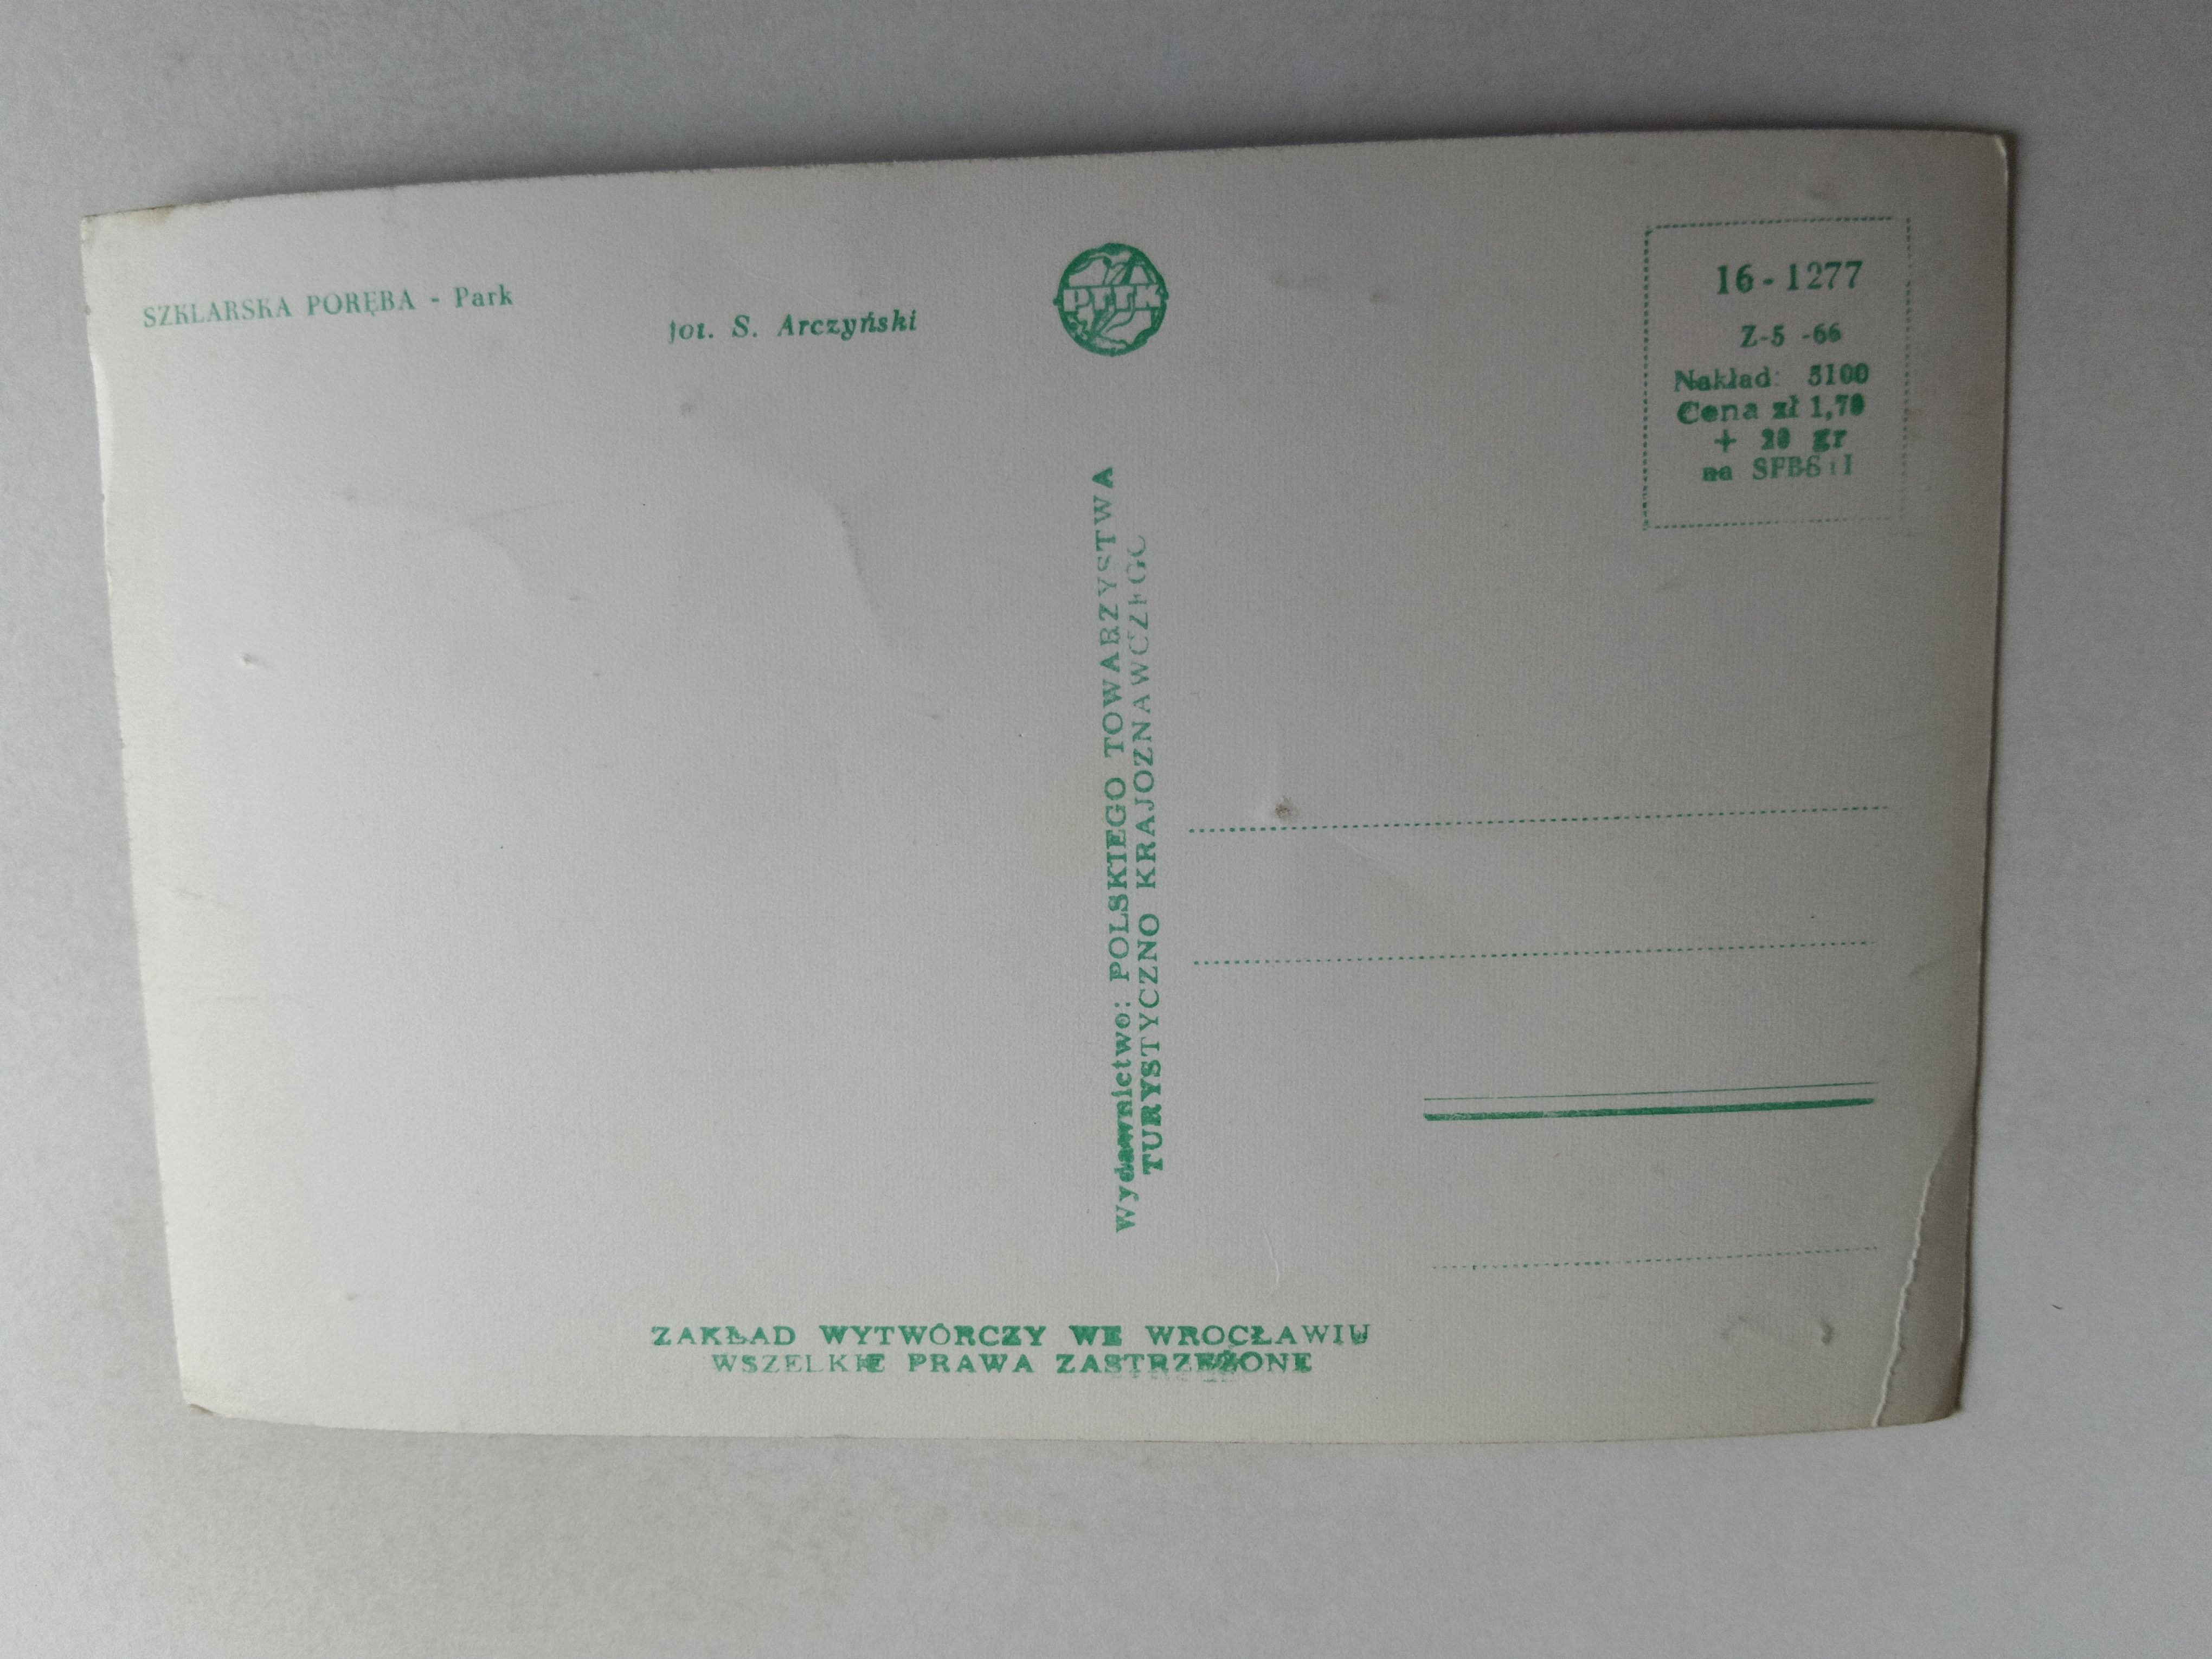 SZKLARSKA PORĘBA - Park
fot. S. Arczyński
PTTK
16-1277
Z-5 -66
Nakład: 5100
Cena zł 1,70
+ 20 gr
na SFBS i I
Wydawnictwo: POLSKIEGO TOWARZYSTWA
TURYSTYCZNO KRAJOZNAWCZEGO
ZAKŁAD WYTWÓRCZY WE WROCŁAWIU
WSZELKIE PRAWA ZASTRZEŻONE